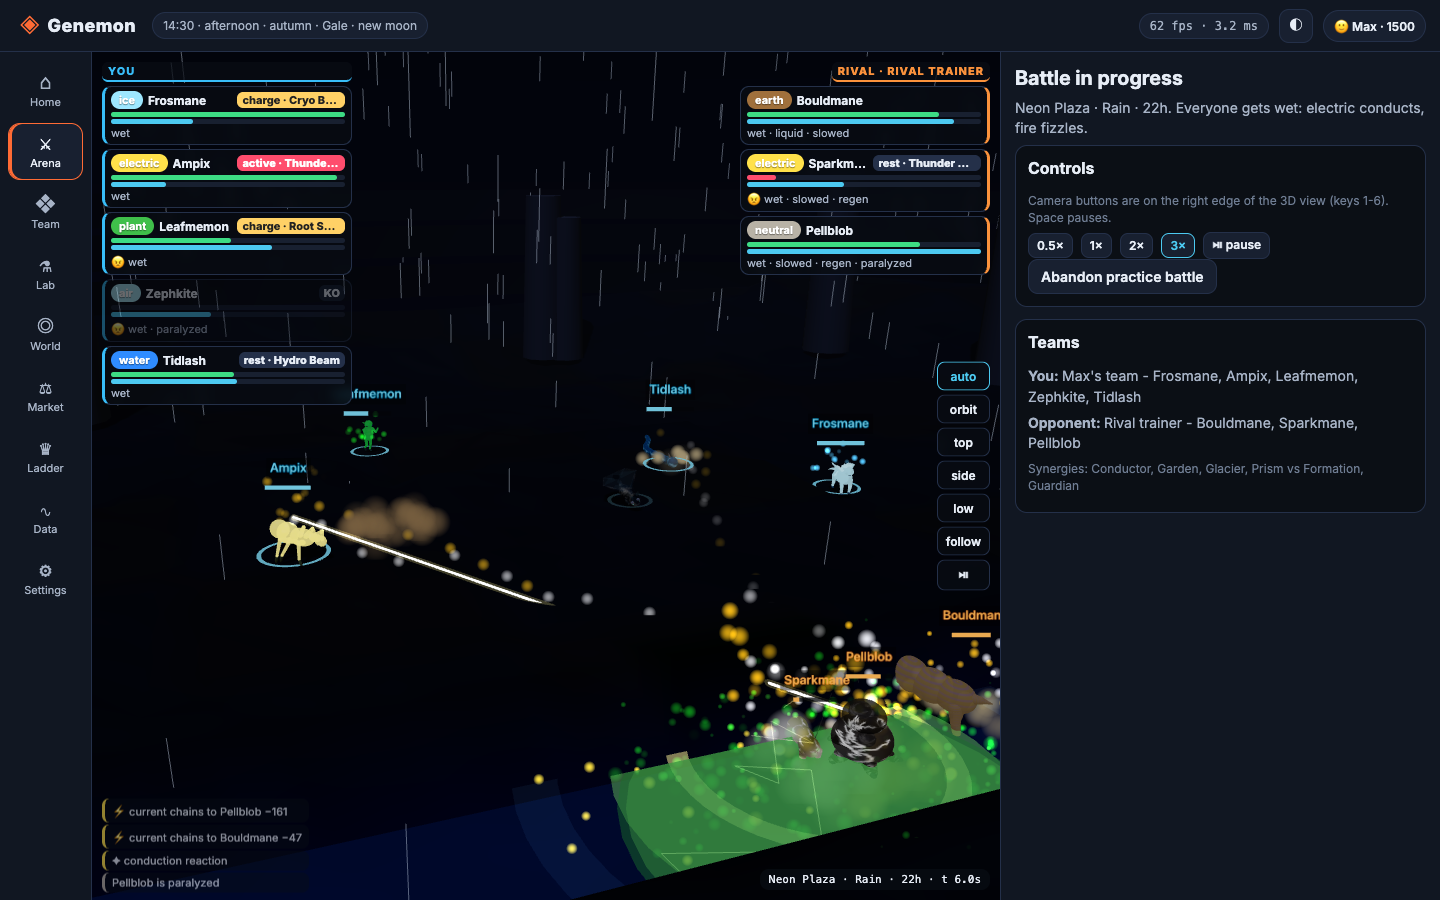 Genemon
14:30 · afternoon · autumn · Gale · new moon
62 fps · 3.2 ms
Max · 1500
Home
Arena
Team
Lab
World
Market
Ladder
Data
Settings
YOU
ice Frosmane charge · Cryo B…
wet
electric Ampix active · Thunde…
wet
plant Leafmemon charge · Root S…
wet
air Zephkite KO
wet · paralyzed
water Tidlash rest · Hydro Beam
wet
RIVAL · RIVAL TRAINER
earth Bouldmane
wet · liquid · slowed
electric Sparkm… rest · Thunder …
wet · slowed · regen
neutral Pellblob
wet · slowed · regen · paralyzed
afmemon
Tidlash
Frosmane
Ampix
Bouldman
Pellblob
Sparkmane
auto
orbit
top
side
low
follow
current chains to Pellblob −161
current chains to Bouldmane −47
conduction reaction
Pellblob is paralyzed
Neon Plaza · Rain · 22h · t 6.0s
Battle in progress
Neon Plaza · Rain · 22h. Everyone gets wet: electric conducts,
fire fizzles.
Controls
Camera buttons are on the right edge of the 3D view (keys 1-6).
Space pauses.
0.5×
1×
2×
3×
pause
Abandon practice battle
Teams
You: Max's team - Frosmane, Ampix, Leafmemon,
Zephkite, Tidlash
Opponent: Rival trainer - Bouldmane, Sparkmane,
Pellblob
Synergies: Conductor, Garden, Glacier, Prism vs Formation,
Guardian